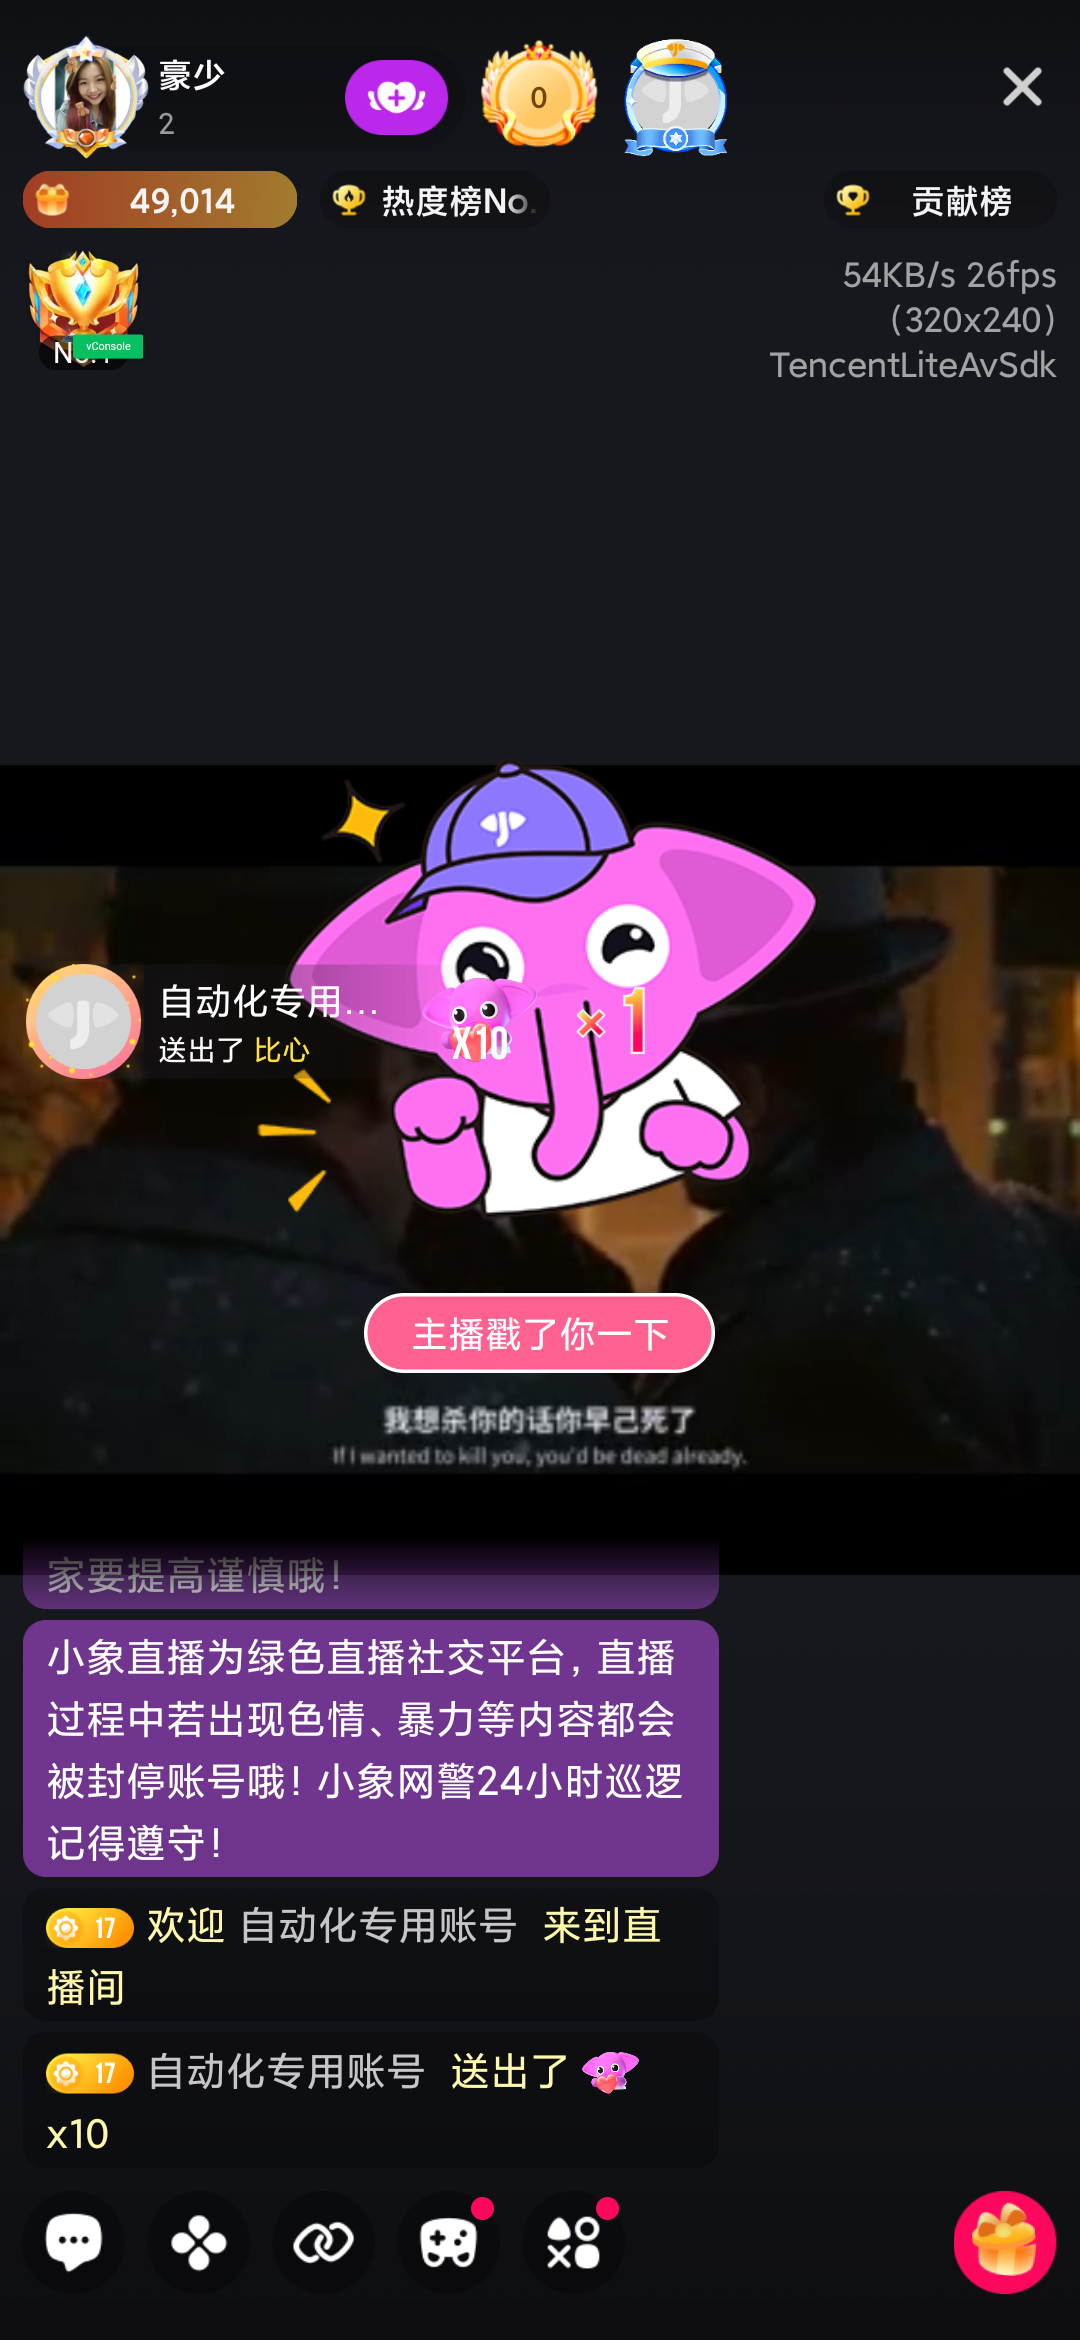 豪少
2
0
49,014
热度榜No.
贡献榜
54KB/s 26fps
(320x240)
TencentLiteAvSdk
vConsole
自动化专用...
送出了 比心
X10
×1
主播戳了你一下
我想杀你的话你早已死了
If I wanted to kill you, you'd be dead already.
家要提高谨慎哦！
小象直播为绿色直播社交平台，直播
过程中若出现色情、暴力等内容都会
被封停账号哦！小象网警24小时巡逻
记得遵守！
17 欢迎 自动化专用账号 来到直
播间
17 自动化专用账号 送出了
x10